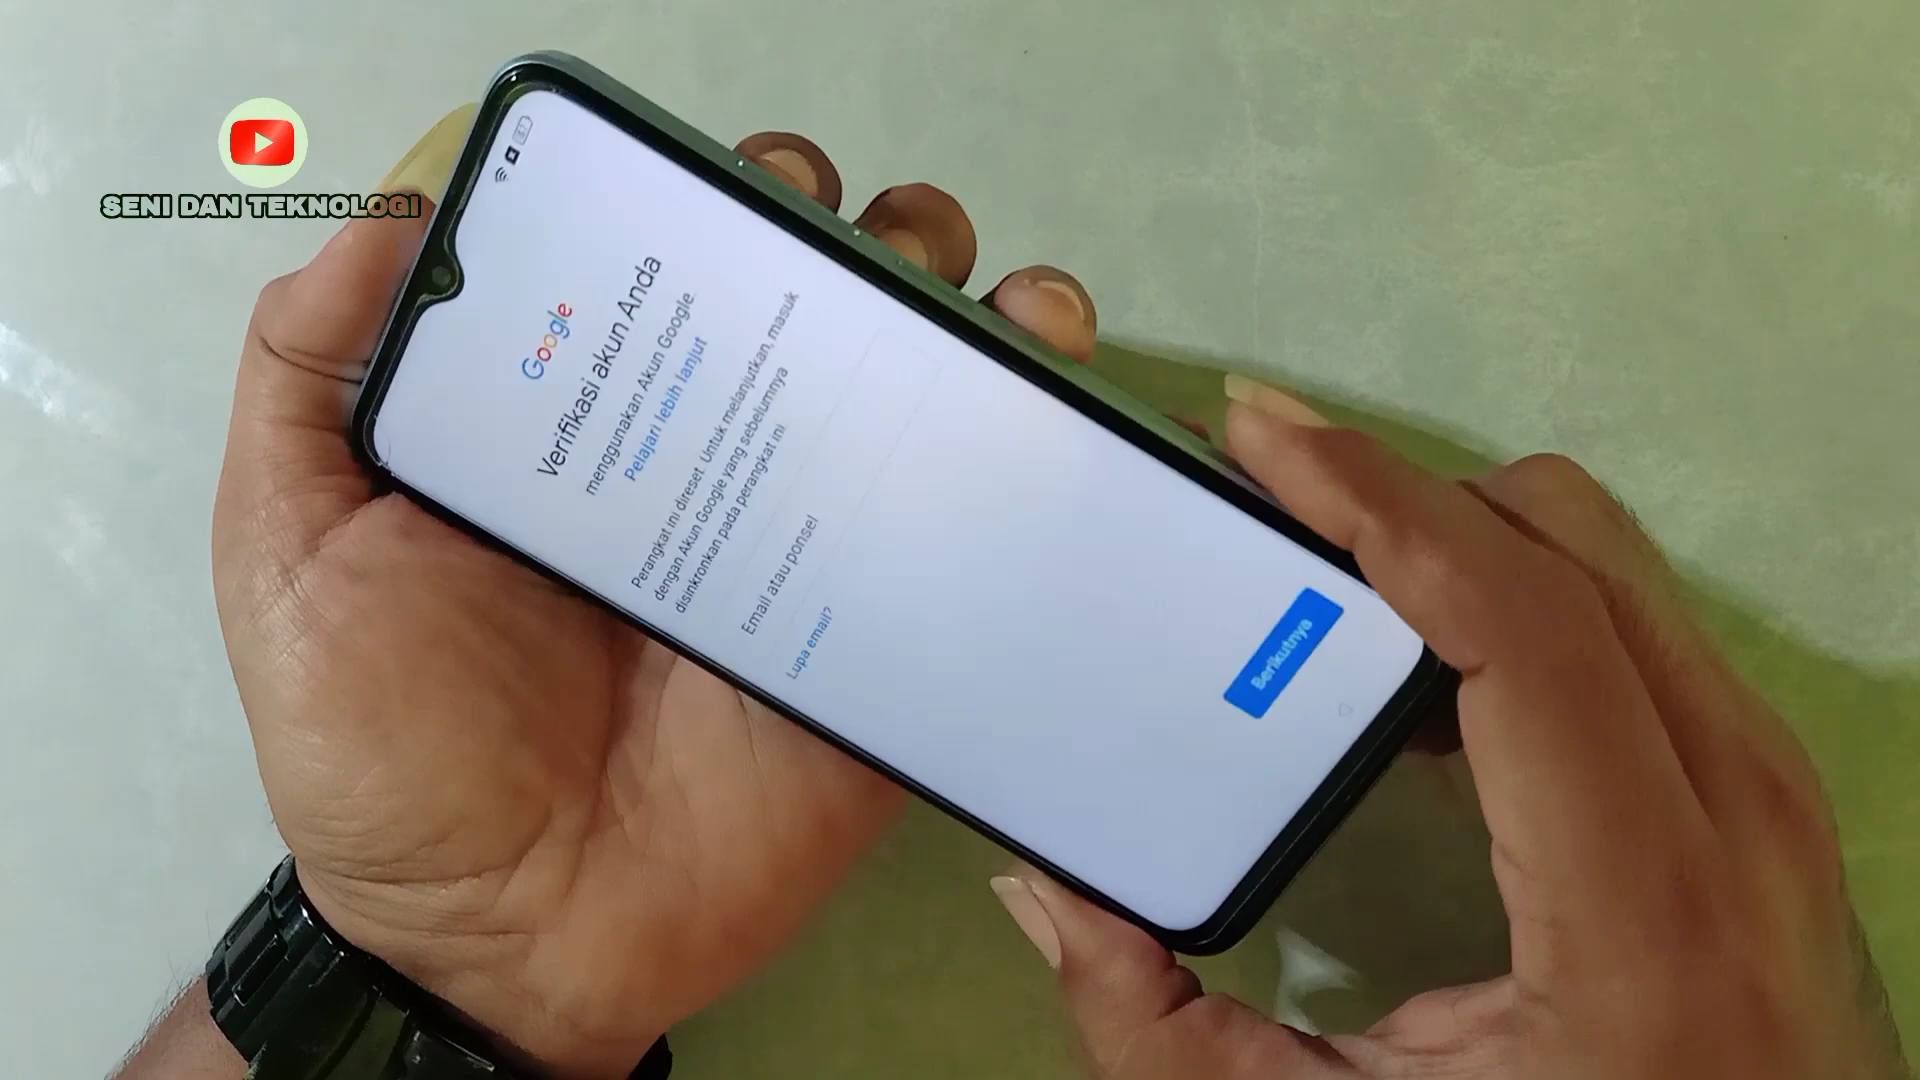 SENI DAN TEKNOLOGI
Google
Verifikasi akun Anda
menggunakan Akun Google.
Pelajari lebih lanjut
Perangkat ini direset. Untuk melanjutkan, masuk
dengan Akun Google yang sebelumnya
disinkronkan pada perangkat ini.
Email atau ponsel
Lupa email?
Berikutnya